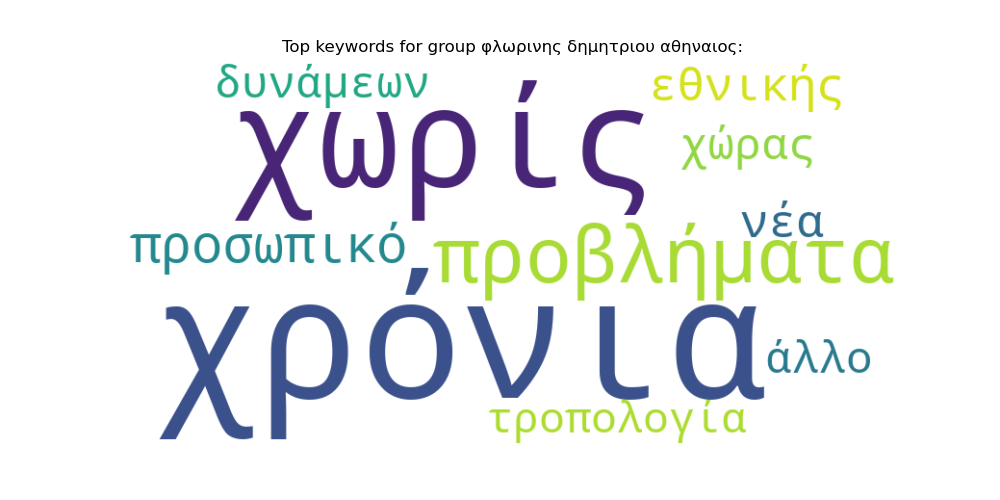 Top keywords for group φλωρινης δημητριου αθηναιος:
δυνάμεων
εθνικής
χωρίς
χώρας
νέα
προσωπικό
προβλήματα
χρόνια
άλλο
τροπολογία